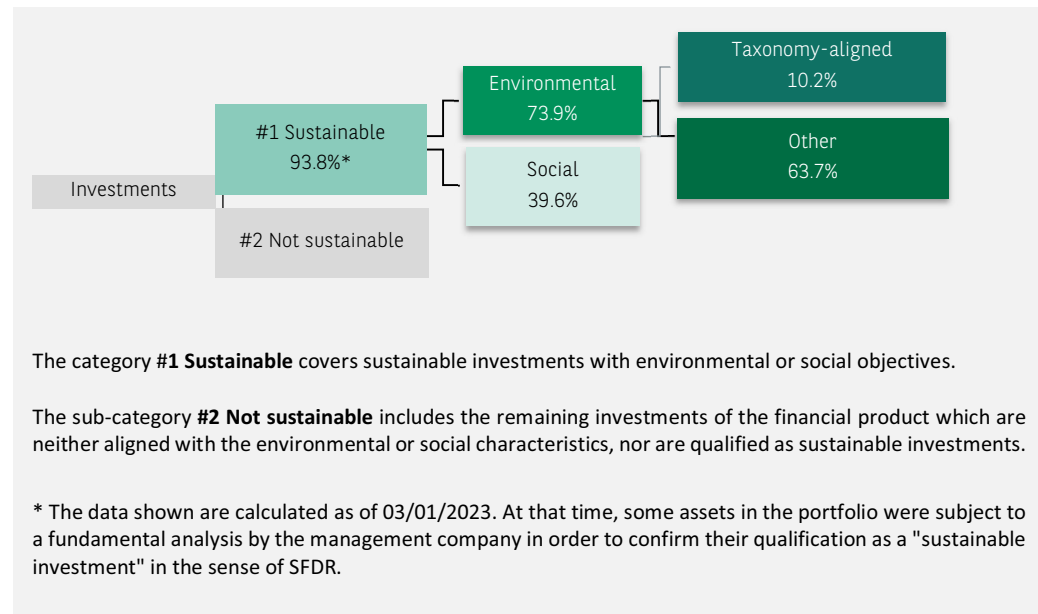 Taxonomy-aligned
10.2%
Environmental
73.9%
#1 Sustainable
93.8%*
Other
63.7%
Social
39.6%
Investments
#2 Not sustainable
The category #1 Sustainable covers sustainable investments with environmental or social objectives.
The sub-category #2 Not sustainable includes the remaining investments of the financial product which are
neither aligned with the environmental or social characteristics, nor are qualified as sustainable investments.
* The data shown are calculated as of 03/01/2023. At that time, some assets in the portfolio were subject to
a fundamental analysis by the management company in order to confirm their qualification as a "sustainable
investment" in the sense of SFDR.